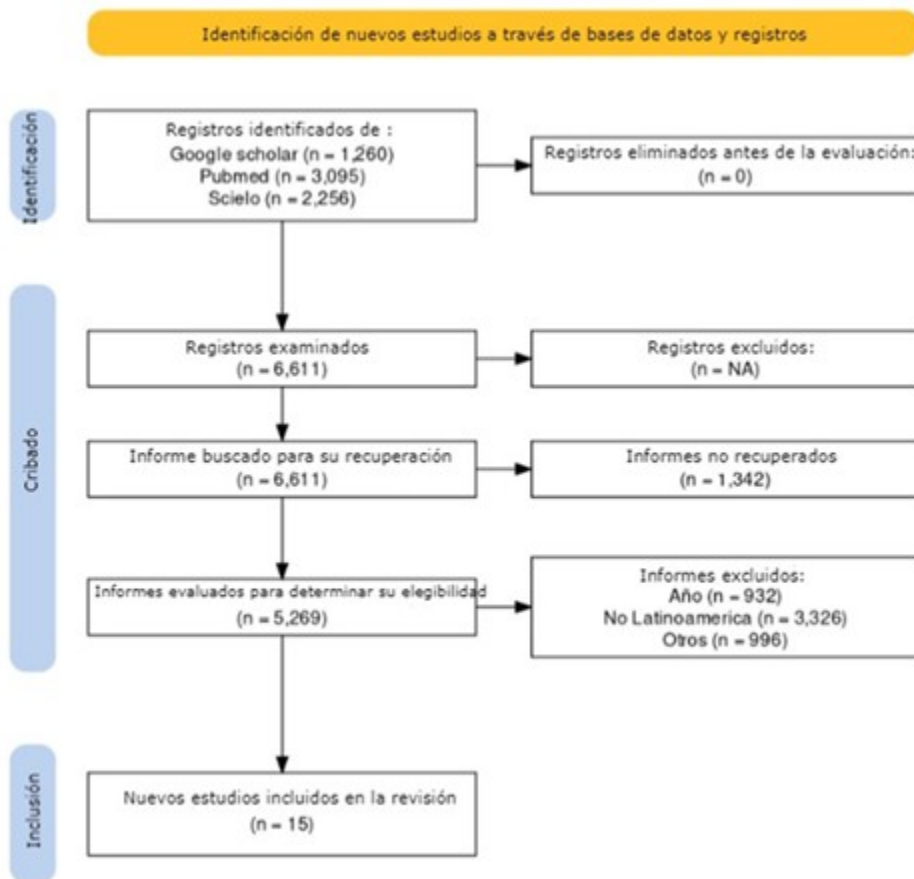 Identificación de nuevos estudios a través de bases de datos y registros
Identificación
Registros identificados de :
Google scholar (n = 1,260)
Pubmed (n = 3,095)
Scielo (n = 2,256)
Registros eliminados antes de la evaluación:
(n = 0)
Cribado
Registros examinados
(n = 6,611)
Registros excluidos:
(n = NA)
Informe buscado para su recuperación
(n = 6,611)
Informes no recuperados
(n = 1,342)
Informes evaluados para determinar su elegibilidad
(n = 5,269)
Informes excluidos:
Año (n = 932)
No Latinoamerica (n = 3,326)
Otros (n = 996)
Inclusión
Nuevos estudios incluidos en la revisión
(n = 15)